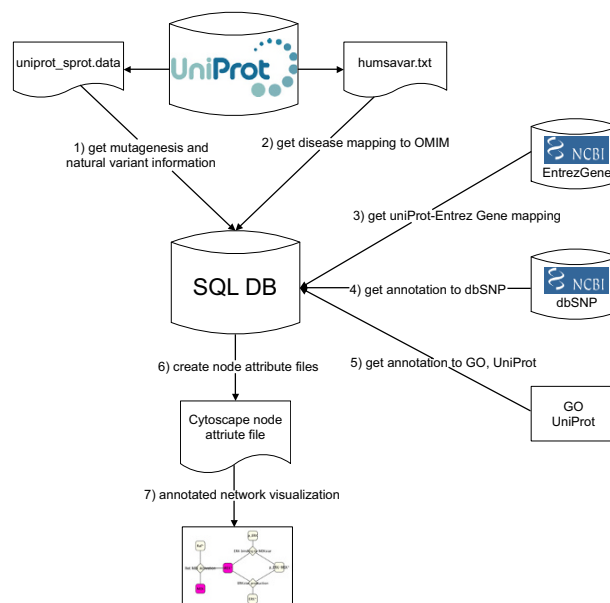 uniprot_sprot.data
UniProt
humsavar.txt
1) get mutagenesis and
natural variant information
2) get disease mapping to OMIM
NCBI
EntrezGene
3) get uniProt-Entrez Gene mapping
SQL DB
4) get annotation to dbSNP
NCBI
dbSNP
5) get annotation to GO, UniProt
6) create node attribute files
GO
UniProt
Cytoscape node
attriute file
7) annotated network visualization